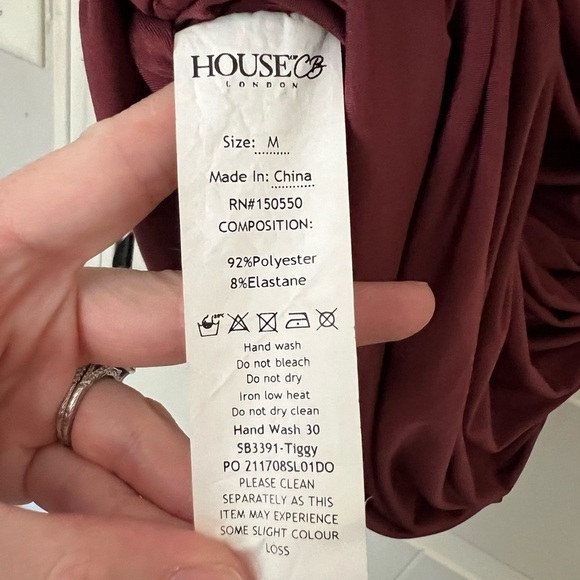 HOUSE OF CB
LONDON
Size: M
Made In: China
RN#150550
COMPOSITION:
92%Polyester
8%Elastane
Hand wash
Do not bleach
Do not dry
Iron low heat
Do not dry clean
Hand Wash 30
SB3391-Tiggy
PO 211708SL01DO
PLEASE CLEAN
SEPARATELY AS THIS
ITEM MAY EXPERIENCE
SOME SLIGHT COLOUR
LOSS